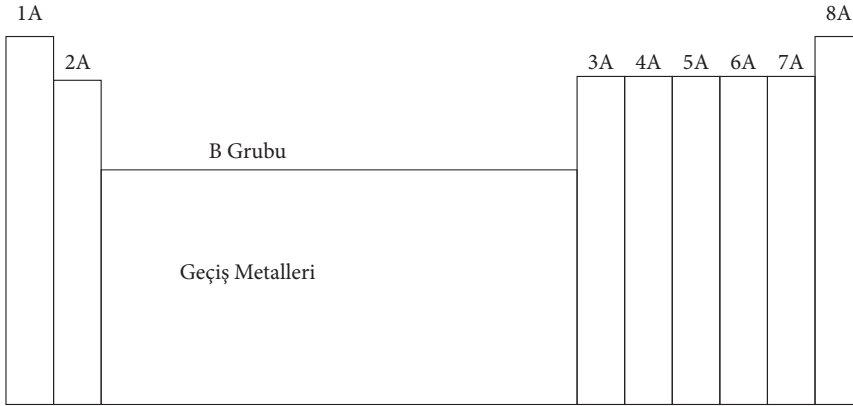 1A
8A
2A
3A 4A 5A 6A 7A
B Grubu
Geçiş Metalleri